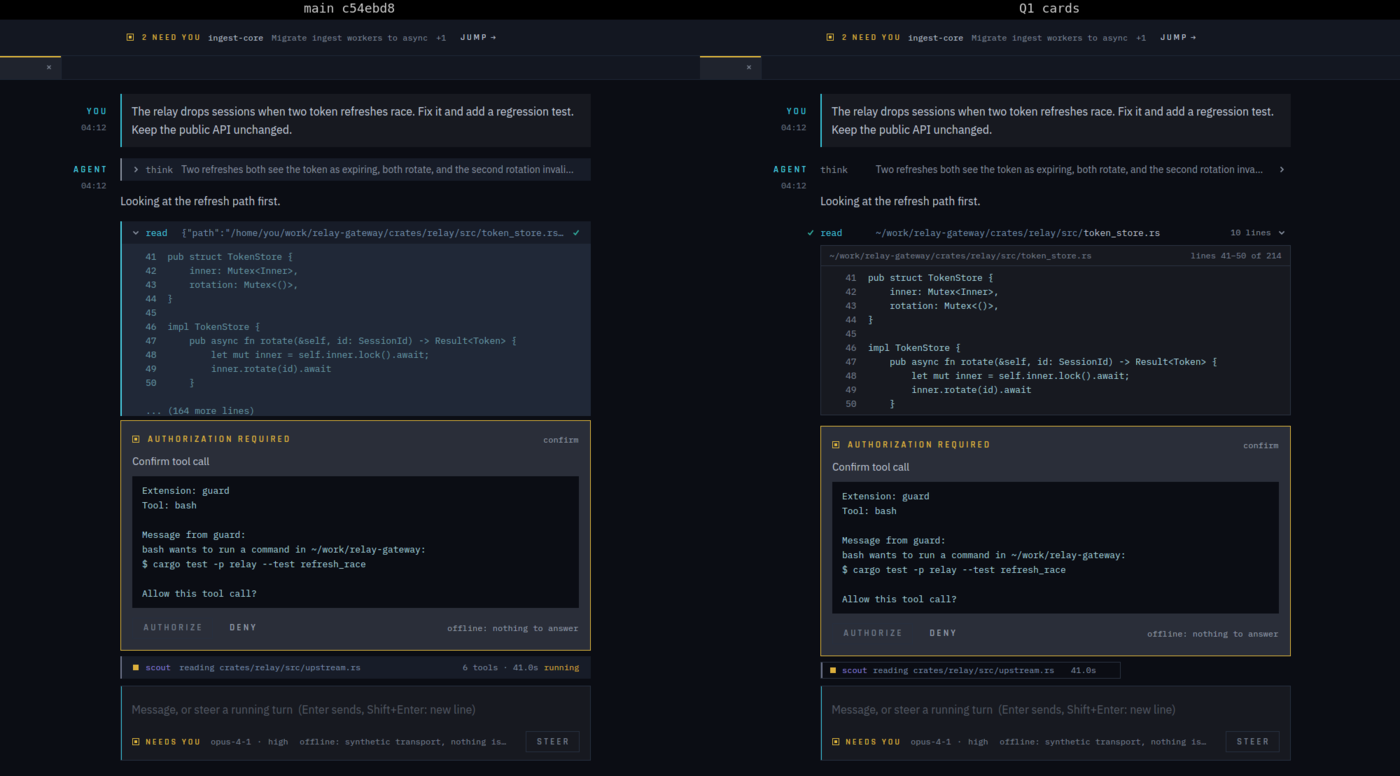 main c54ebd8
2 NEED YOU ingest-core Migrate ingest workers to async +1 JUMP →
×
YOU
04:12
The relay drops sessions when two token refreshes race. Fix it and add a regression test.
Keep the public API unchanged.
AGENT
04:12
think Two refreshes both see the token as expiring, both rotate, and the second rotation invali…
Looking at the refresh path first.
read {"path":"/home/you/work/relay-gateway/crates/relay/src/token_store.rs… ✓
41 pub struct TokenStore {
42     inner: Mutex<Inner>,
43     rotation: Mutex<()>,
44 }
45
46 impl TokenStore {
47     pub async fn rotate(&self, id: SessionId) -> Result<Token> {
48         let mut inner = self.inner.lock().await;
49         inner.rotate(id).await
50     }
... (164 more lines)
AUTHORIZATION REQUIRED confirm
Confirm tool call
Extension: guard
Tool: bash
Message from guard:
bash wants to run a command in ~/work/relay-gateway:
$ cargo test -p relay --test refresh_race
Allow this tool call?
AUTHORIZE DENY offline: nothing to answer
scout reading crates/relay/src/upstream.rs 6 tools · 41.0s running
Message, or steer a running turn (Enter sends, Shift+Enter: new line)
NEEDS YOU opus-4-1 · high offline: synthetic transport, nothing is… STEER
Q1 cards
2 NEED YOU ingest-core Migrate ingest workers to async +1 JUMP →
×
YOU
04:12
The relay drops sessions when two token refreshes race. Fix it and add a regression test.
Keep the public API unchanged.
AGENT
04:12
think Two refreshes both see the token as expiring, both rotate, and the second rotation inva…
Looking at the refresh path first.
✓ read ~/work/relay-gateway/crates/relay/src/token_store.rs 10 lines
~/work/relay-gateway/crates/relay/src/token_store.rs lines 41–50 of 214
41 pub struct TokenStore {
42     inner: Mutex<Inner>,
43     rotation: Mutex<()>,
44 }
45
46 impl TokenStore {
47     pub async fn rotate(&self, id: SessionId) -> Result<Token> {
48         let mut inner = self.inner.lock().await;
49         inner.rotate(id).await
50     }
AUTHORIZATION REQUIRED confirm
Confirm tool call
Extension: guard
Tool: bash
Message from guard:
bash wants to run a command in ~/work/relay-gateway:
$ cargo test -p relay --test refresh_race
Allow this tool call?
AUTHORIZE DENY offline: nothing to answer
scout reading crates/relay/src/upstream.rs 41.0s
Message, or steer a running turn (Enter sends, Shift+Enter: new line)
NEEDS YOU opus-4-1 · high offline: synthetic transport, nothing is… STEER